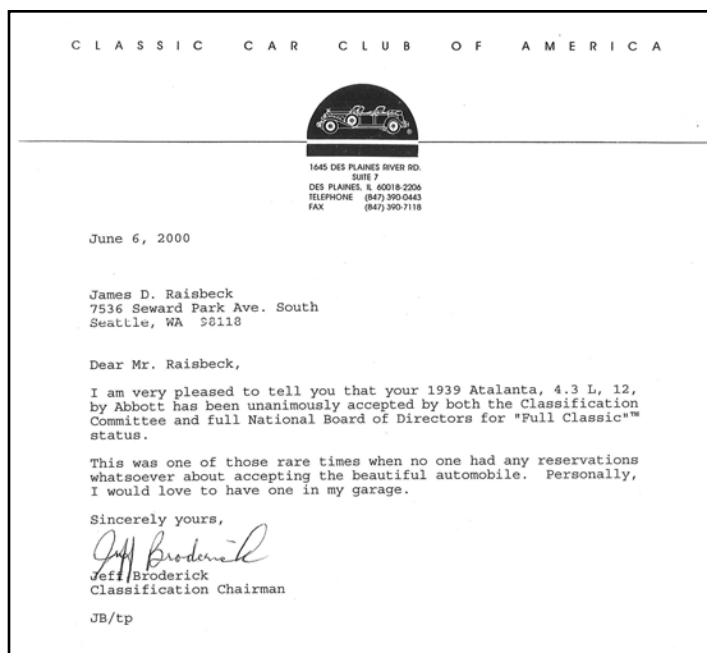 CLASSIC CAR CLUB OF AMERICA
®
1645 DES PLAINES RIVER RD.
SUITE 7
DES PLAINES, IL 60018-2206
TELEPHONE (847) 390-0443
FAX (847) 390-7118
June 6, 2000
James D. Raisbeck
7536 Seward Park Ave. South
Seattle, WA 98118
Dear Mr. Raisbeck,
I am very pleased to tell you that your 1939 Atalanta, 4.3 L, 12,
by Abbott has been unanimously accepted by both the Classification
Committee and full National Board of Directors for "Full Classic"™
status.
This was one of those rare times when no one had any reservations
whatsoever about accepting the beautiful automobile. Personally,
I would love to have one in my garage.
Sincerely yours,
Jeff Broderick
Jeff Broderick
Classification Chairman
JB/tp